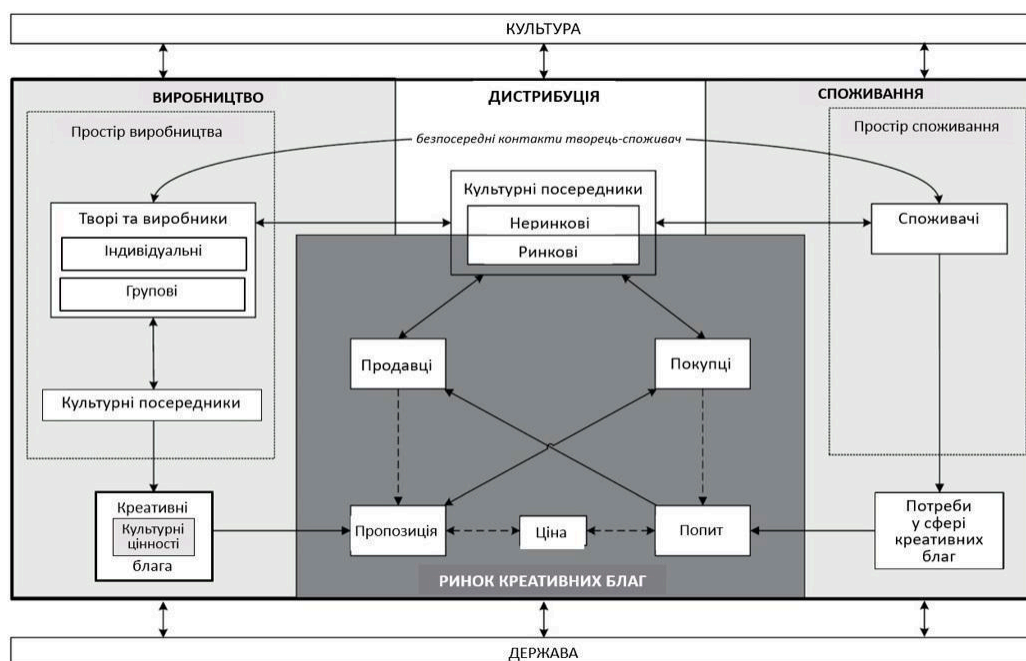 КУЛЬТУРА
ВИРОБНИЦТВО
ДИСТРИБУЦІЯ
СПОЖИВАННЯ
Простір виробництва
Простір споживання
безпосередні контакти творець-споживач
Культурні посередники
Неринкові
Ринкові
Творі та виробники
Індивідуальні
Групові
Споживачі
Продавці
Покупці
Культурні посередники
Креативні
Культурні
цінності
блага
Пропозиція
Ціна
Попит
Потреби
у сфері
креативних
благ
РИНОК КРЕАТИВНИХ БЛАГ
ДЕРЖАВА